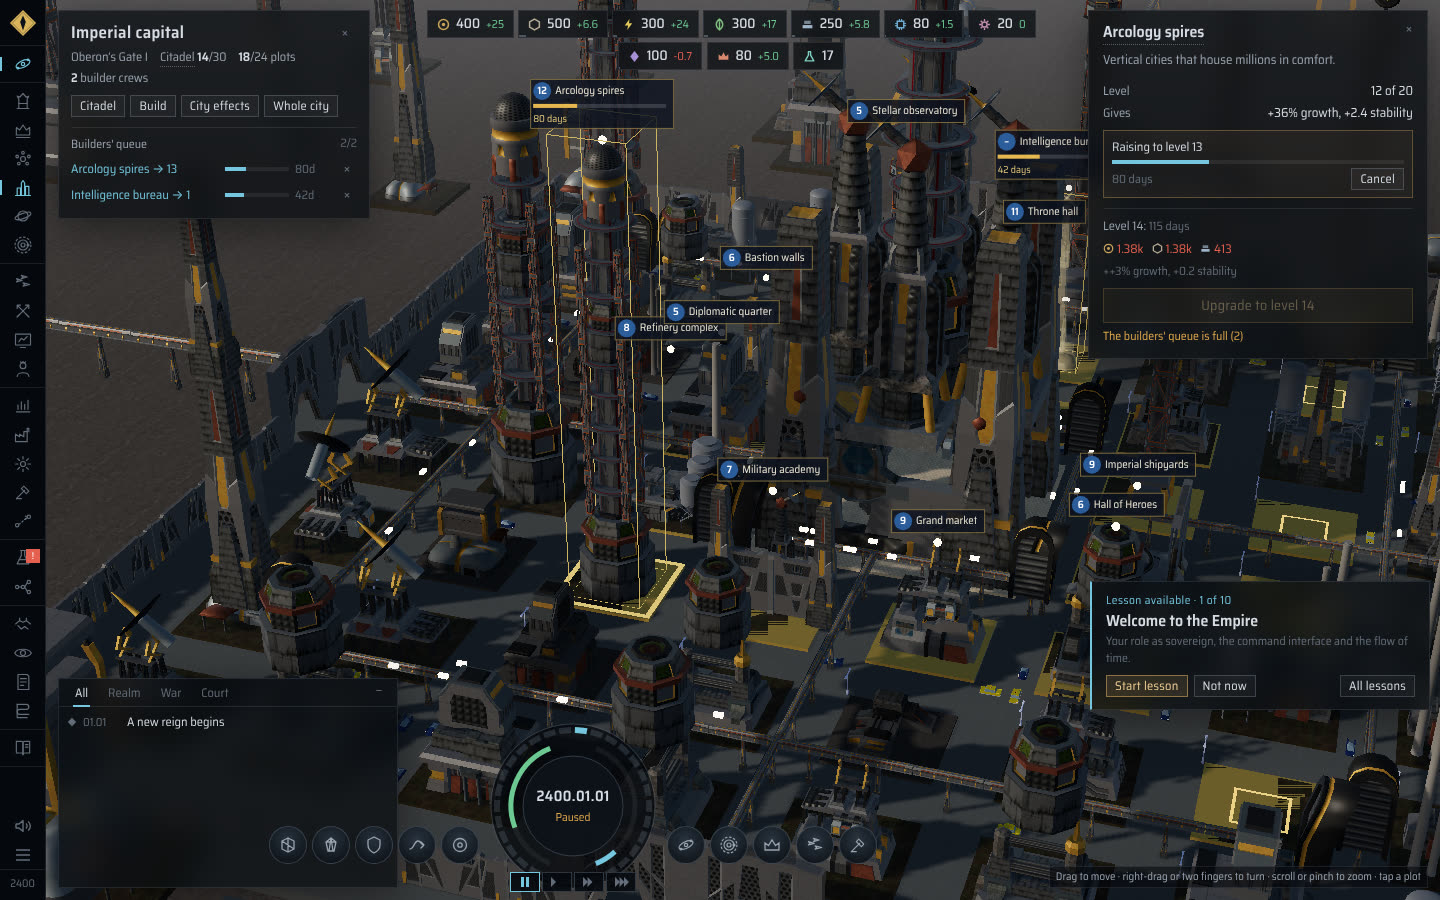 400 +25
500 +6.6
300 +24
300 +17
250 +5.8
80 +1.5
20 0
100 -0.7
80 +5.0
17
Imperial capital
Oberon's Gate I Citadel 14/30 18/24 plots
2 builder crews
Citadel Build City effects Whole city
Builders' queue 2/2
Arcology spires → 13 80d
Intelligence bureau → 1 42d
Arcology spires
Vertical cities that house millions in comfort.
Level 12 of 20
Gives +36% growth, +2.4 stability
Raising to level 13
80 days Cancel
Level 14: 115 days
1.38k 1.38k 413
++3% growth, +0.2 stability
Upgrade to level 14
The builders' queue is full (2)
12 Arcology spires
80 days
5 Stellar observatory
– Intelligence bur
42 days
11 Throne hall
6 Bastion walls
5 Diplomatic quarter
8 Refinery complex
7 Military academy
9 Imperial shipyards
6 Hall of Heroes
9 Grand market
Lesson available · 1 of 10
Welcome to the Empire
Your role as sovereign, the command interface and the flow of
time.
Start lesson Not now All lessons
All Realm War Court
01.01 A new reign begins
2400.01.01
Paused
Drag to move · right-drag or two fingers to turn · scroll or pinch to zoom · tap a plot
!
2400